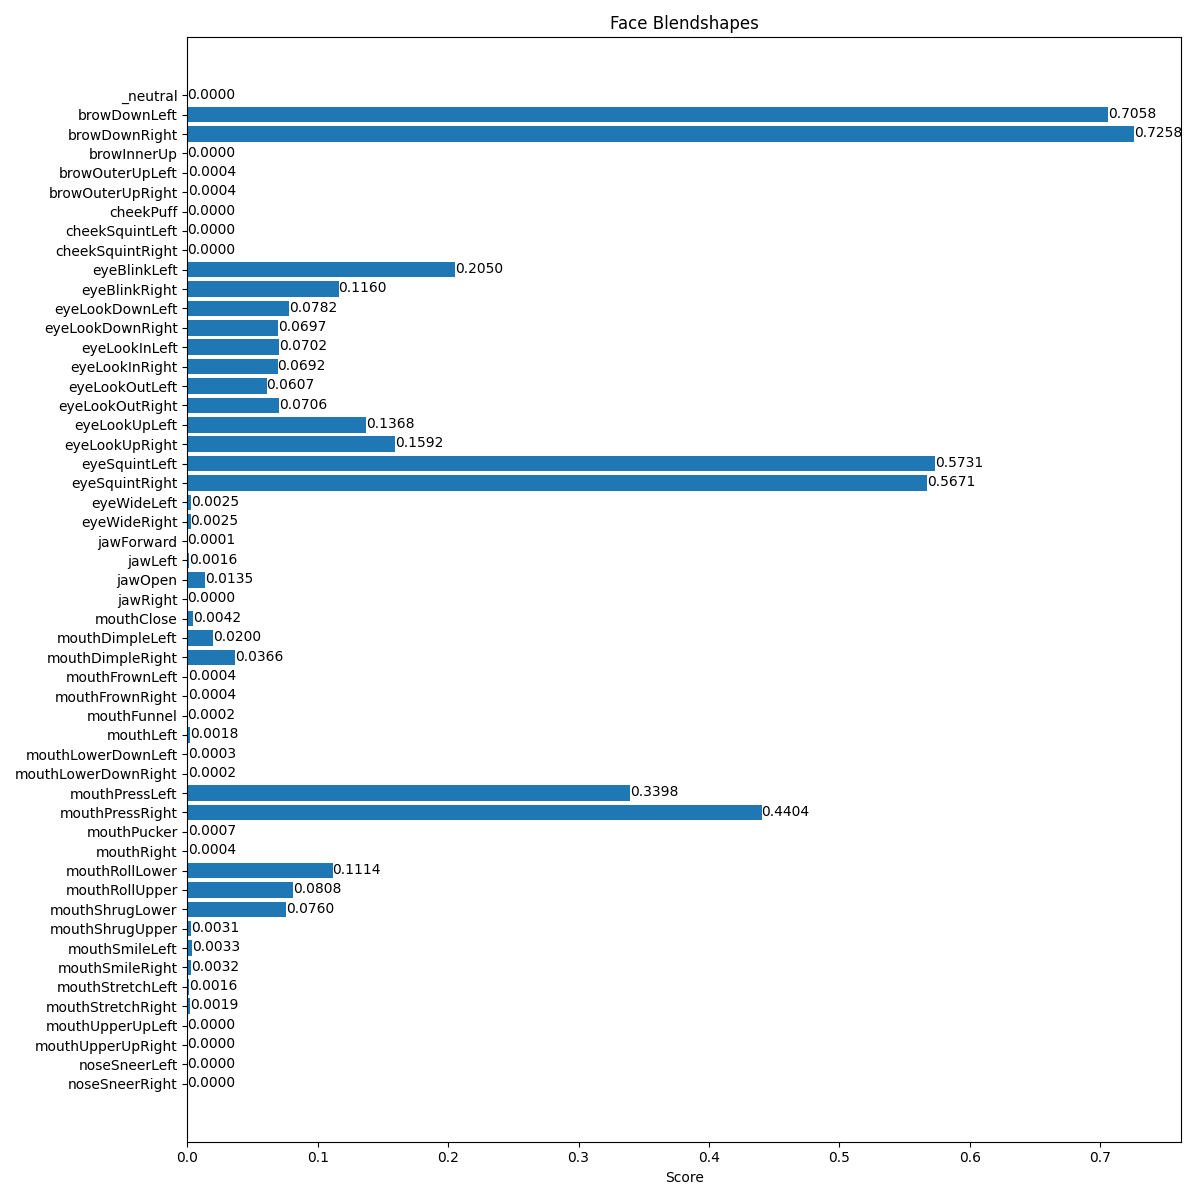 Face Blendshapes
_neutral 0.0000
browDownLeft 0.7058
browDownRight 0.7258
browInnerUp 0.0000
browOuterUpLeft 0.0004
browOuterUpRight 0.0004
cheekPuff 0.0000
cheekSquintLeft 0.0000
cheekSquintRight 0.0000
eyeBlinkLeft 0.2050
eyeBlinkRight 0.1160
eyeLookDownLeft 0.0782
eyeLookDownRight 0.0697
eyeLookInLeft 0.0702
eyeLookInRight 0.0692
eyeLookOutLeft 0.0607
eyeLookOutRight 0.0706
eyeLookUpLeft 0.1368
eyeLookUpRight 0.1592
eyeSquintLeft 0.5731
eyeSquintRight 0.5671
eyeWideLeft 0.0025
eyeWideRight 0.0025
jawForward 0.0001
jawLeft 0.0016
jawOpen 0.0135
jawRight 0.0000
mouthClose 0.0042
mouthDimpleLeft 0.0200
mouthDimpleRight 0.0366
mouthFrownLeft 0.0004
mouthFrownRight 0.0004
mouthFunnel 0.0002
mouthLeft 0.0018
mouthLowerDownLeft 0.0003
mouthLowerDownRight 0.0002
mouthPressLeft 0.3398
mouthPressRight 0.4404
mouthPucker 0.0007
mouthRight 0.0004
mouthRollLower 0.1114
mouthRollUpper 0.0808
mouthShrugLower 0.0760
mouthShrugUpper 0.0031
mouthSmileLeft 0.0033
mouthSmileRight 0.0032
mouthStretchLeft 0.0016
mouthStretchRight 0.0019
mouthUpperUpLeft 0.0000
mouthUpperUpRight 0.0000
noseSneerLeft 0.0000
noseSneerRight 0.0000
0.0 0.1 0.2 0.3 0.4 0.5 0.6 0.7
Score